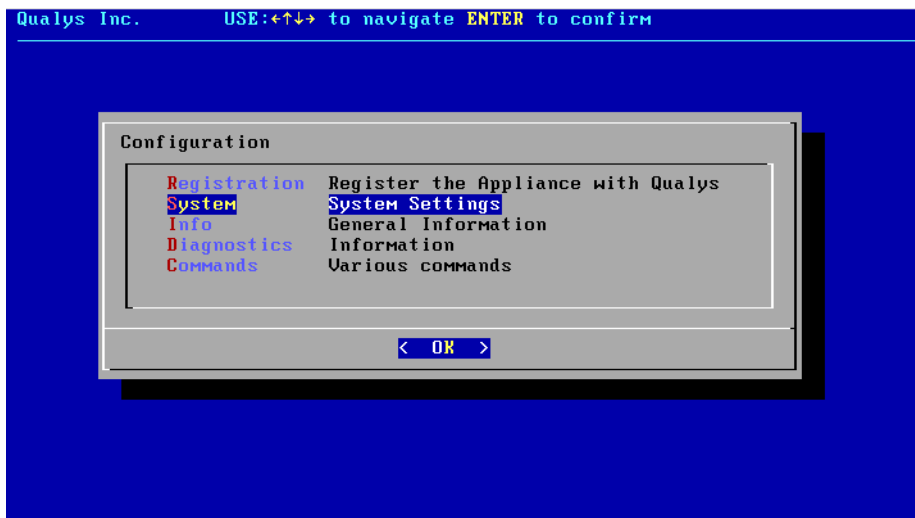 Qualys Inc. USE:←↑↓→ to navigate ENTER to confirm
Configuration
Registration Register the Appliance with Qualys
System System Settings
Info General Information
Diagnostics Information
Commands Various commands
< OK >